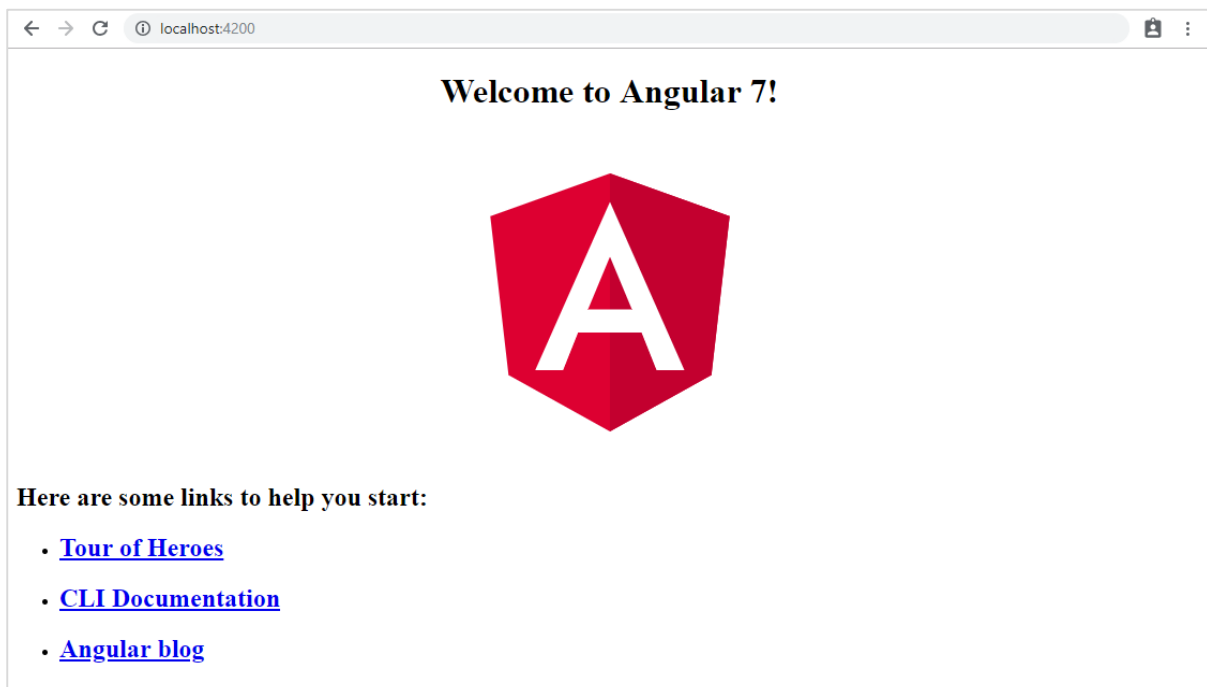 localhost:4200
Welcome to Angular 7!
A
Here are some links to help you start:
Tour of Heroes
CLI Documentation
Angular blog